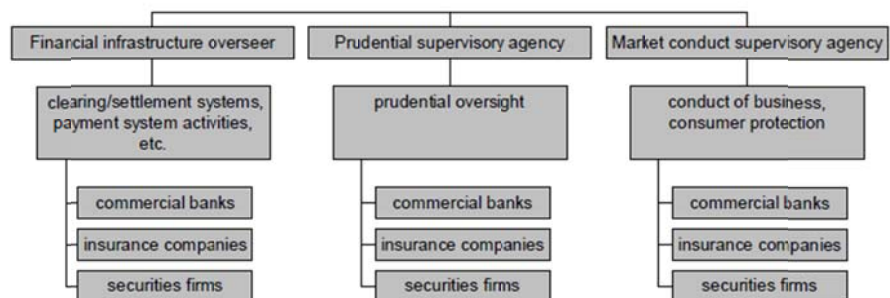 Financial infrastructure overseer
Prudential supervisory agency
Market conduct supervisory agency
clearing/settlement systems,
payment system activities,
etc.
prudential oversight
conduct of business,
consumer protection
commercial banks
insurance companies
securities firms
commercial banks
insurance companies
securities firms
commercial banks
insurance companies
securities firms